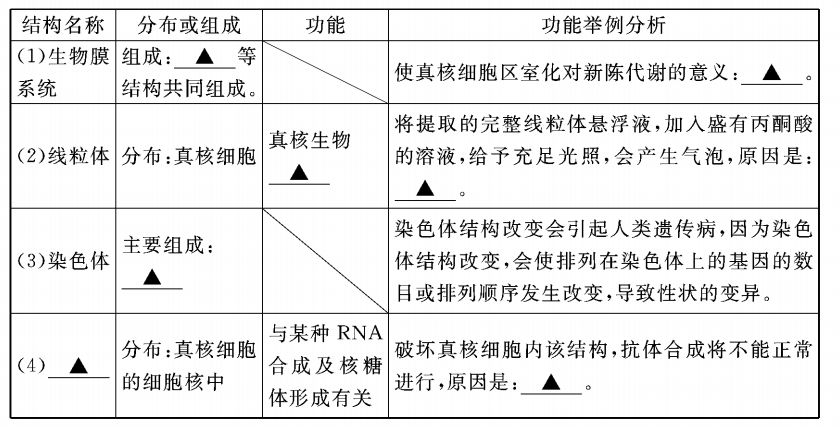 结构名称 分布或组成 功能 功能举例分析
(1)生物膜系统 组成：▲等结构共同组成。 使真核细胞区室化对新陈代谢的意义：▲。
(2)线粒体 分布：真核细胞 真核生物▲ 将提取的完整线粒体悬浮液，加入盛有丙酮酸的溶液，给予充足光照，会产生气泡，原因是：▲。
(3)染色体 主要组成：▲ 染色体结构改变会引起人类遗传病，因为染色体结构改变，会使排列在染色体上的基因的数目或排列顺序发生改变，导致性状的变异。
(4)▲ 分布：真核细胞的细胞核中 与某种 RNA 合成及核糖体形成有关 破坏真核细胞内该结构，抗体合成将不能正常进行，原因是：▲。